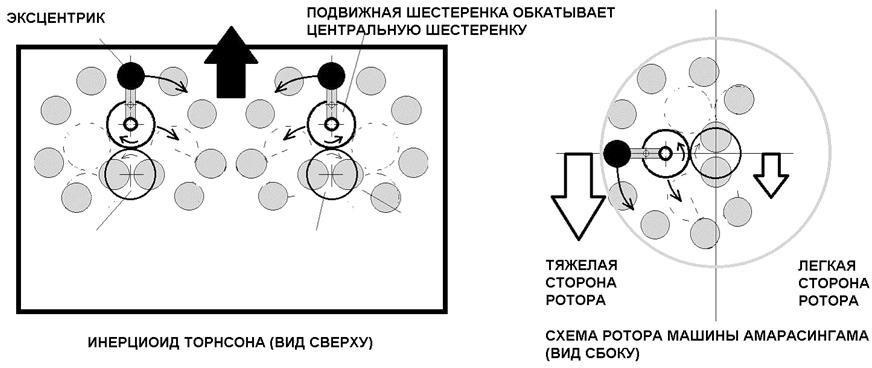 ЭКСЦЕНТРИК
ПОДВИЖНАЯ ШЕСТЕРЕНКА ОБКАТЫВАЕТ
ЦЕНТРАЛЬНУЮ ШЕСТЕРЕНКУ
ИНЕРЦИОИД ТОРНСОНА (ВИД СВЕРХУ)
ТЯЖЕЛАЯ
СТОРОНА
РОТОРА
ЛЕГКАЯ
СТОРОНА
РОТОРА
СХЕМА РОТОРА МАШИНЫ АМАРАСИНГАМА
(ВИД СБОКУ)